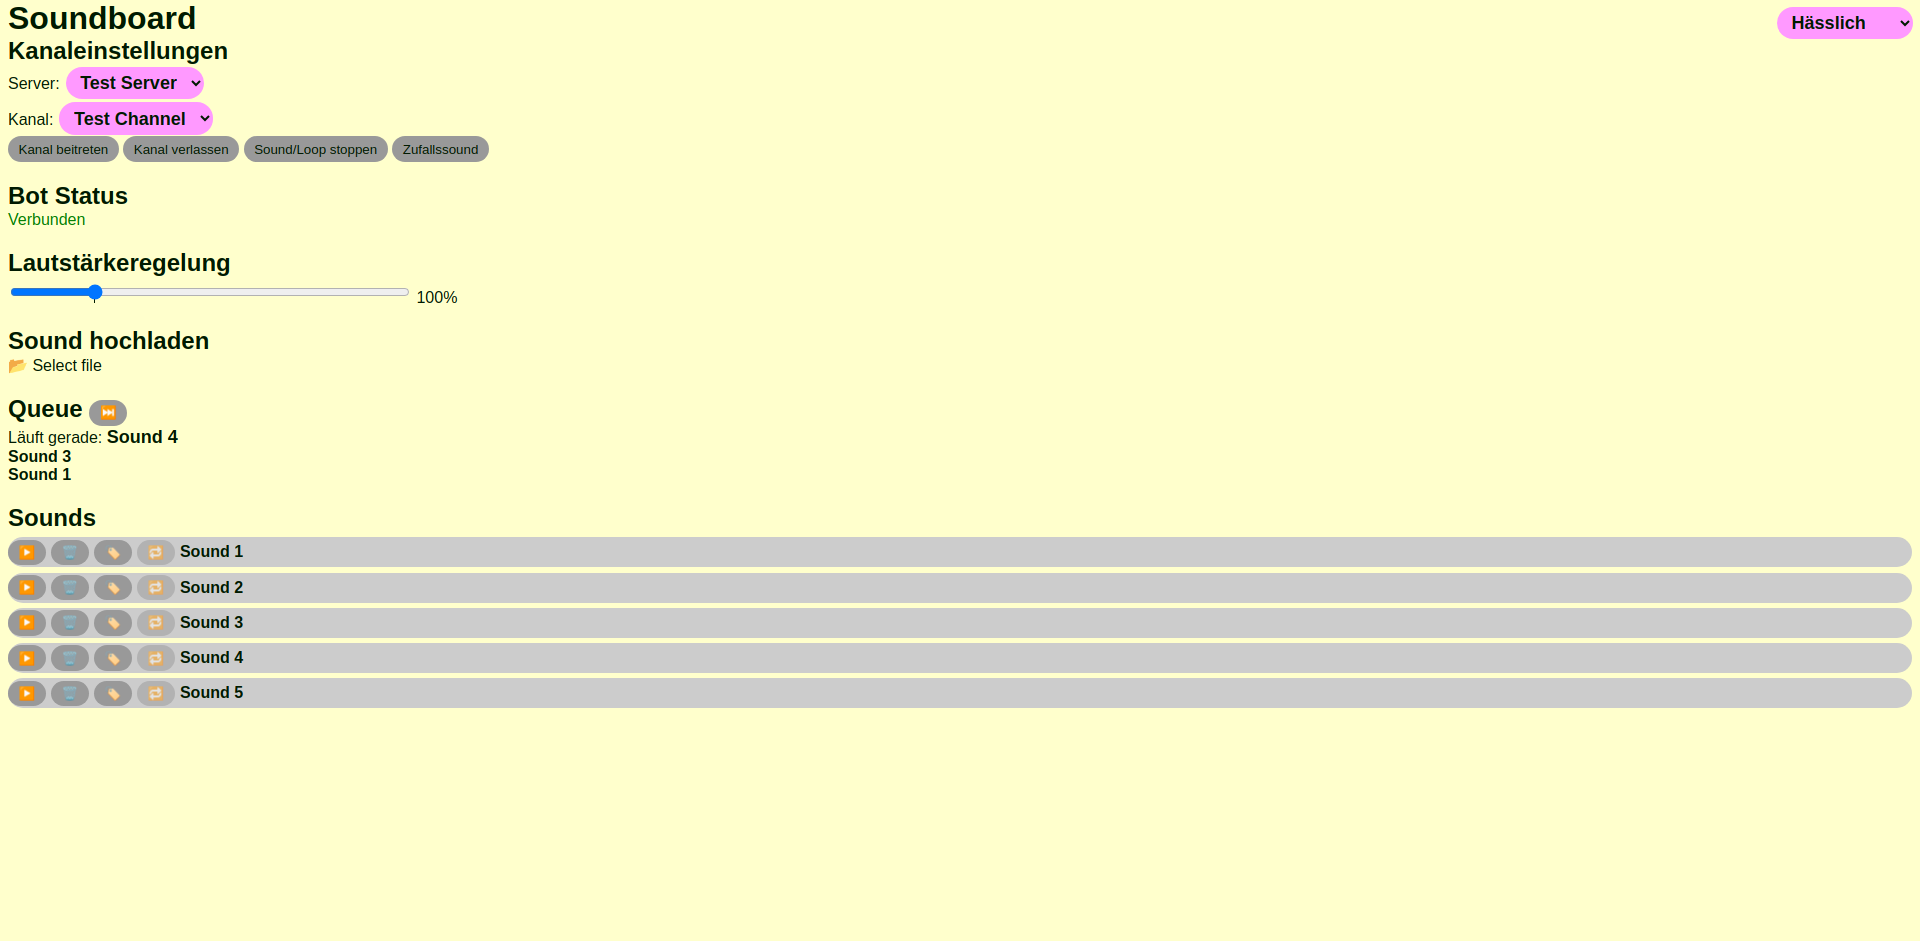 Soundboard
Hässlich
Kanaleinstellungen
Server: Test Server
Kanal: Test Channel
Kanal beitreten Kanal verlassen Sound/Loop stoppen Zufallssound
Bot Status
Verbunden
Lautstärkeregelung
100%
Sound hochladen
📂 Select file
Queue ⏭️
Läuft gerade: Sound 4
Sound 3
Sound 1
Sounds
▶️ 🗑️ 🏷️ 🔁 Sound 1
▶️ 🗑️ 🏷️ 🔁 Sound 2
▶️ 🗑️ 🏷️ 🔁 Sound 3
▶️ 🗑️ 🏷️ 🔁 Sound 4
▶️ 🗑️ 🏷️ 🔁 Sound 5